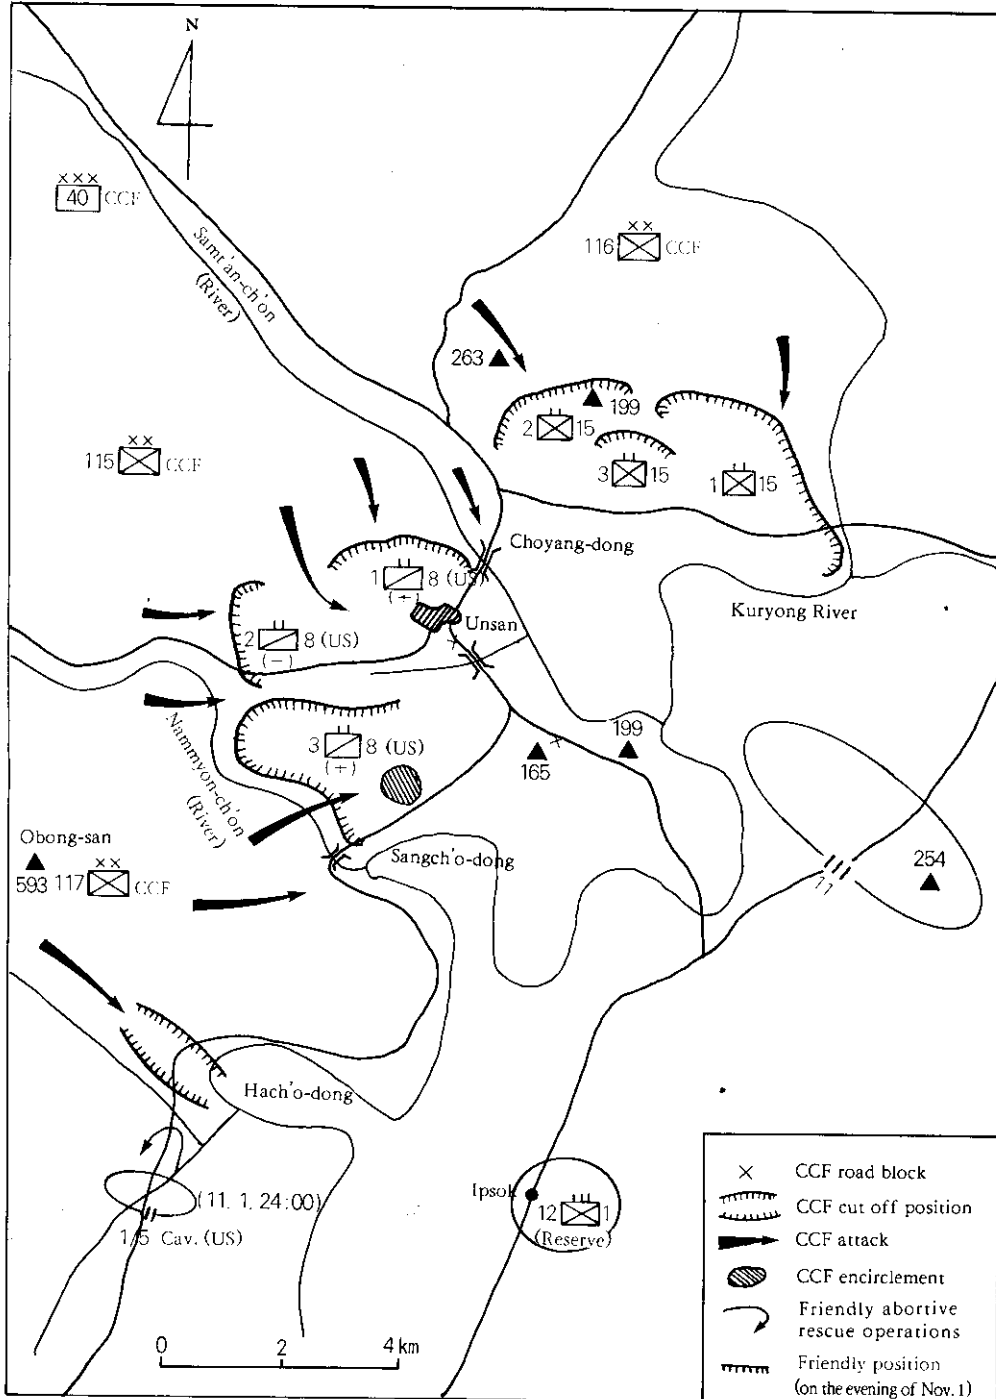 N
×××
40 CCF
Samt'an-ch'on
(River)
××
116 CCF
263
199
2 15
3 15
1 15
××
115 CCF
Choyang-dong
1 8 (US)
(+)
Unsan
Kuryong River
2 8 (US)
(−)
Nammyon-ch'on
(River)
3 8 (US)
(+)
165
199
254
11
Obong-san
593
××
117 CCF
Sangch'o-dong
Hach'o-dong
(11. 1. 24:00)
1/5 Cav. (US)
Ipsok
12 1
(Reserve)
0 2 4 km
× CCF road block
CCF cut off position
CCF attack
CCF encirclement
Friendly abortive
rescue operations
Friendly position
(on the evening of Nov. 1)